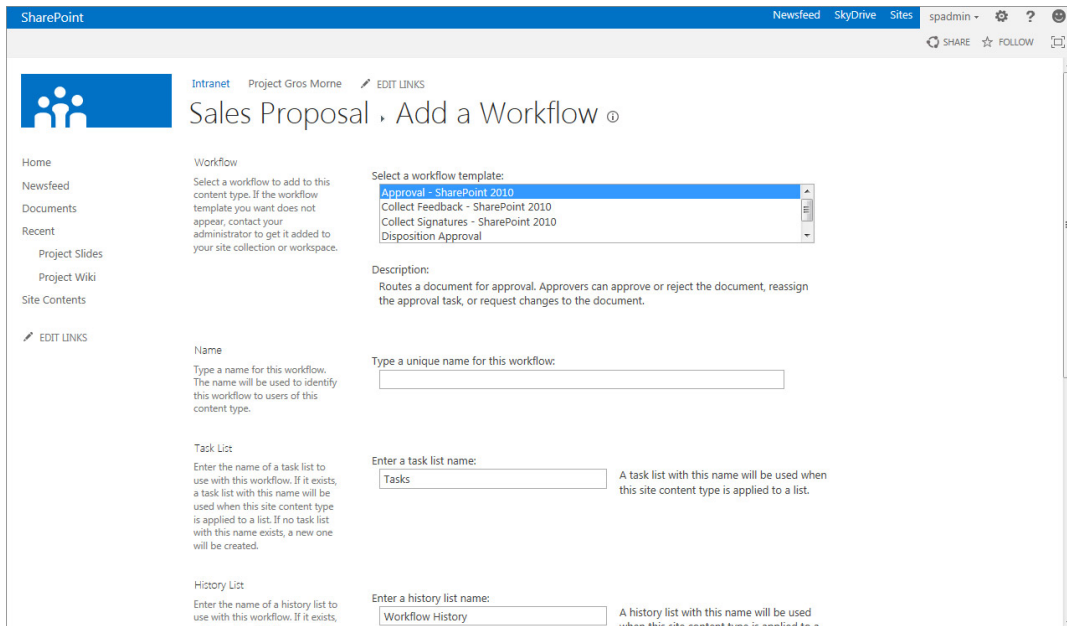 SharePoint
Newsfeed SkyDrive Sites spadmin
SHARE FOLLOW
Intranet Project Gros Morne EDIT LINKS
Sales Proposal Add a Workflow
Home
Newsfeed
Documents
Recent
Project Slides
Project Wiki
Site Contents
EDIT LINKS
Workflow
Select a workflow to add to this
content type. If the workflow
template you want does not
appear, contact your
administrator to get it added to
your site collection or workspace.
Select a workflow template:
Approval - SharePoint 2010
Collect Feedback - SharePoint 2010
Collect Signatures - SharePoint 2010
Disposition Approval
Description:
Routes a document for approval. Approvers can approve or reject the document, reassign
the approval task, or request changes to the document.
Name
Type a name for this workflow.
The name will be used to identify
this workflow to users of this
content type.
Type a unique name for this workflow:
Task List
Enter the name of a task list to
use with this workflow. If it exists,
a task list with this name will be
used when this site content type
is applied to a list. If no task list
with this name exists, a new one
will be created.
Enter a task list name:
Tasks
A task list with this name will be used when
this site content type is applied to a list.
History List
Enter the name of a history list to
use with this workflow. If it exists,
Enter a history list name:
Workflow History
A history list with this name will be used
when this site content type is applied to a